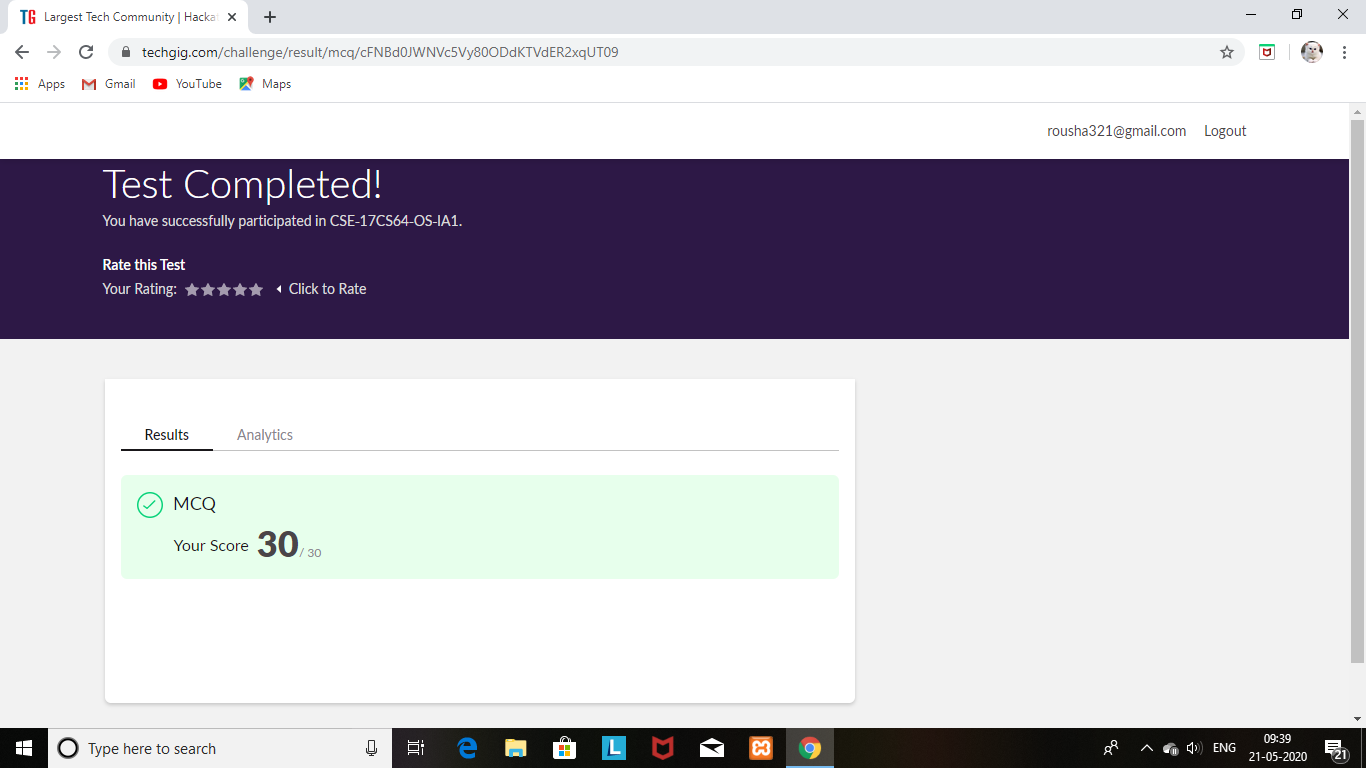 TG Largest Tech Community | Hacka
techgig.com/challenge/result/mcq/cFNBd0JWNVc5Vy80ODdKTVdER2xqUT09
Apps Gmail YouTube Maps
rousha321@gmail.com Logout
Test Completed!
You have successfully participated in CSE-17CS64-OS-IA1.
Rate this Test
Your Rating: Click to Rate
Results Analytics
MCQ
Your Score 30 / 30
Type here to search
L
ENG
09:39
21-05-2020
21